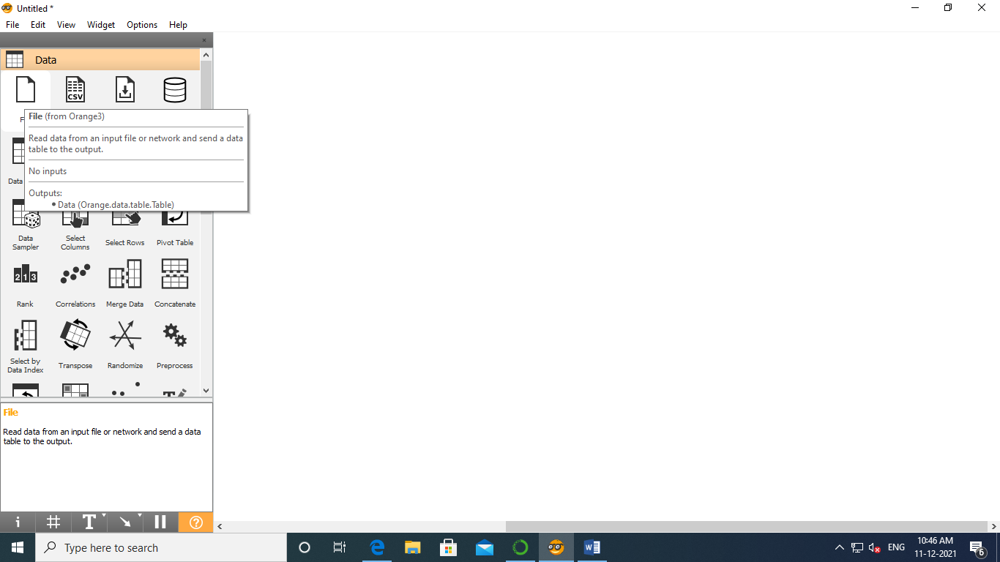 Untitled *
File Edit View Widget Options Help
Data
CSV
File (from Orange3)
Read data from an input file or network and send a data
table to the output.
No inputs
Outputs:
• Data (Orange.data.table.Table)
Data
Data
Sampler
Select
Columns
Select Rows
Pivot Table
2 1 3
Rank
Correlations
Merge Data
Concatenate
Select by
Data Index
Transpose
Randomize
Preprocess
File
Read data from an input file or network and send a data
table to the output.
Type here to search
ENG
10:46 AM
11-12-2021
6